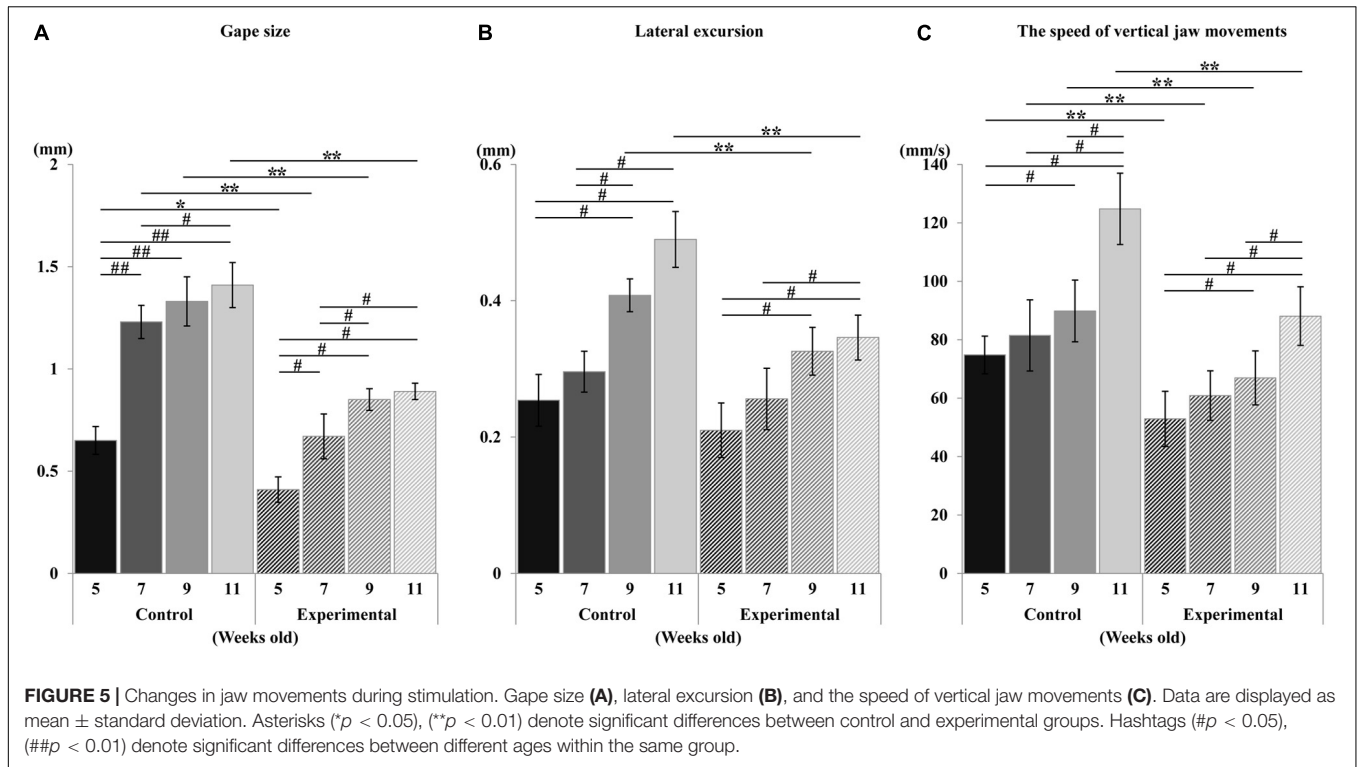 A Gape size
(mm)
2
1.5
1
0.5
0
**
**
**
*
#
##
##
##
#
#
#
#
#
5 7 9 11 5 7 9 11
Control Experimental
(Weeks old)
B Lateral excursion
(mm)
0.6
0.4
0.2
0
**
**
#
#
#
#
#
#
#
5 7 9 11 5 7 9 11
Control Experimental
(Weeks old)
C The speed of vertical jaw movements
mm/s)
140
120
100
80
60
40
20
0
**
**
**
**
#
#
#
#
#
#
#
#
5 7 9 11 5 7 9 11
Control Experimental
(Weeks old)
FIGURE 5 | Changes in jaw movements during stimulation. Gape size (A), lateral excursion (B), and the speed of vertical jaw movements (C). Data are displayed as
mean ± standard deviation. Asterisks (*p < 0.05), (**p < 0.01) denote significant differences between control and experimental groups. Hashtags (#p < 0.05),
(##p < 0.01) denote significant differences between different ages within the same group.